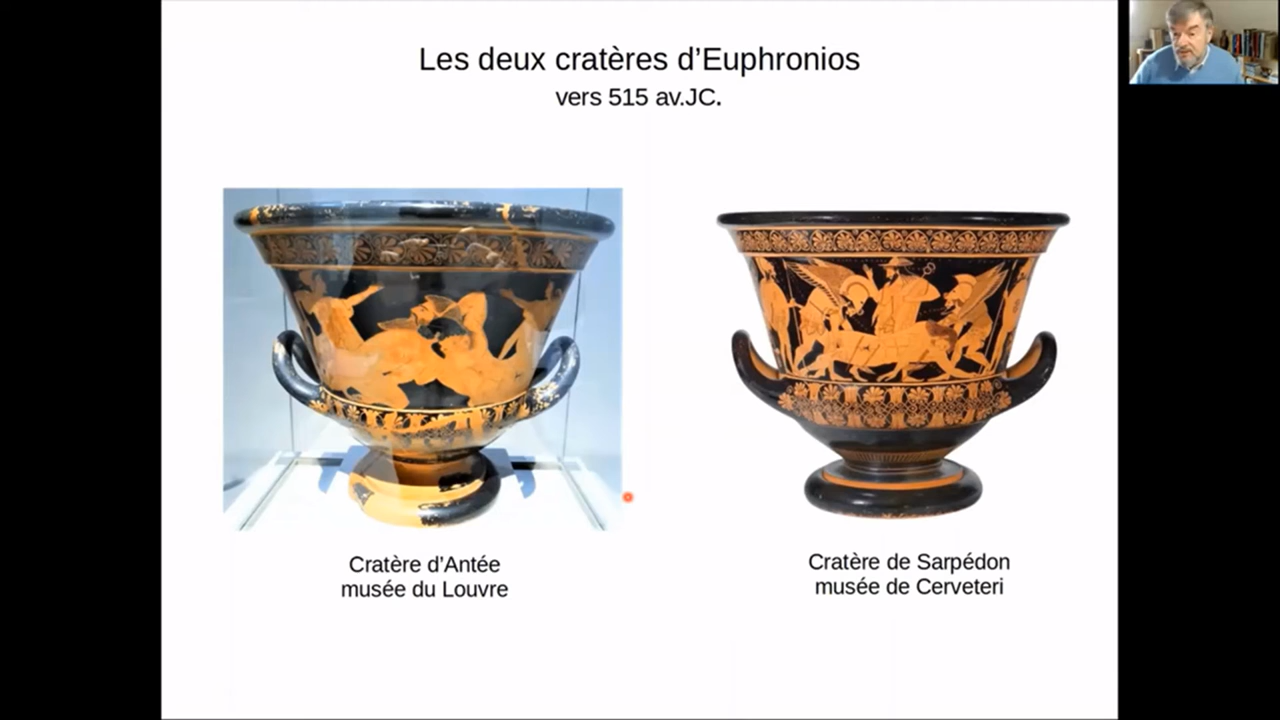 Les deux cratères d’Euphronios
vers 515 av.JC.
Cratère d’Antée
musée du Louvre
Cratère de Sarpédon
musée de Cerveteri